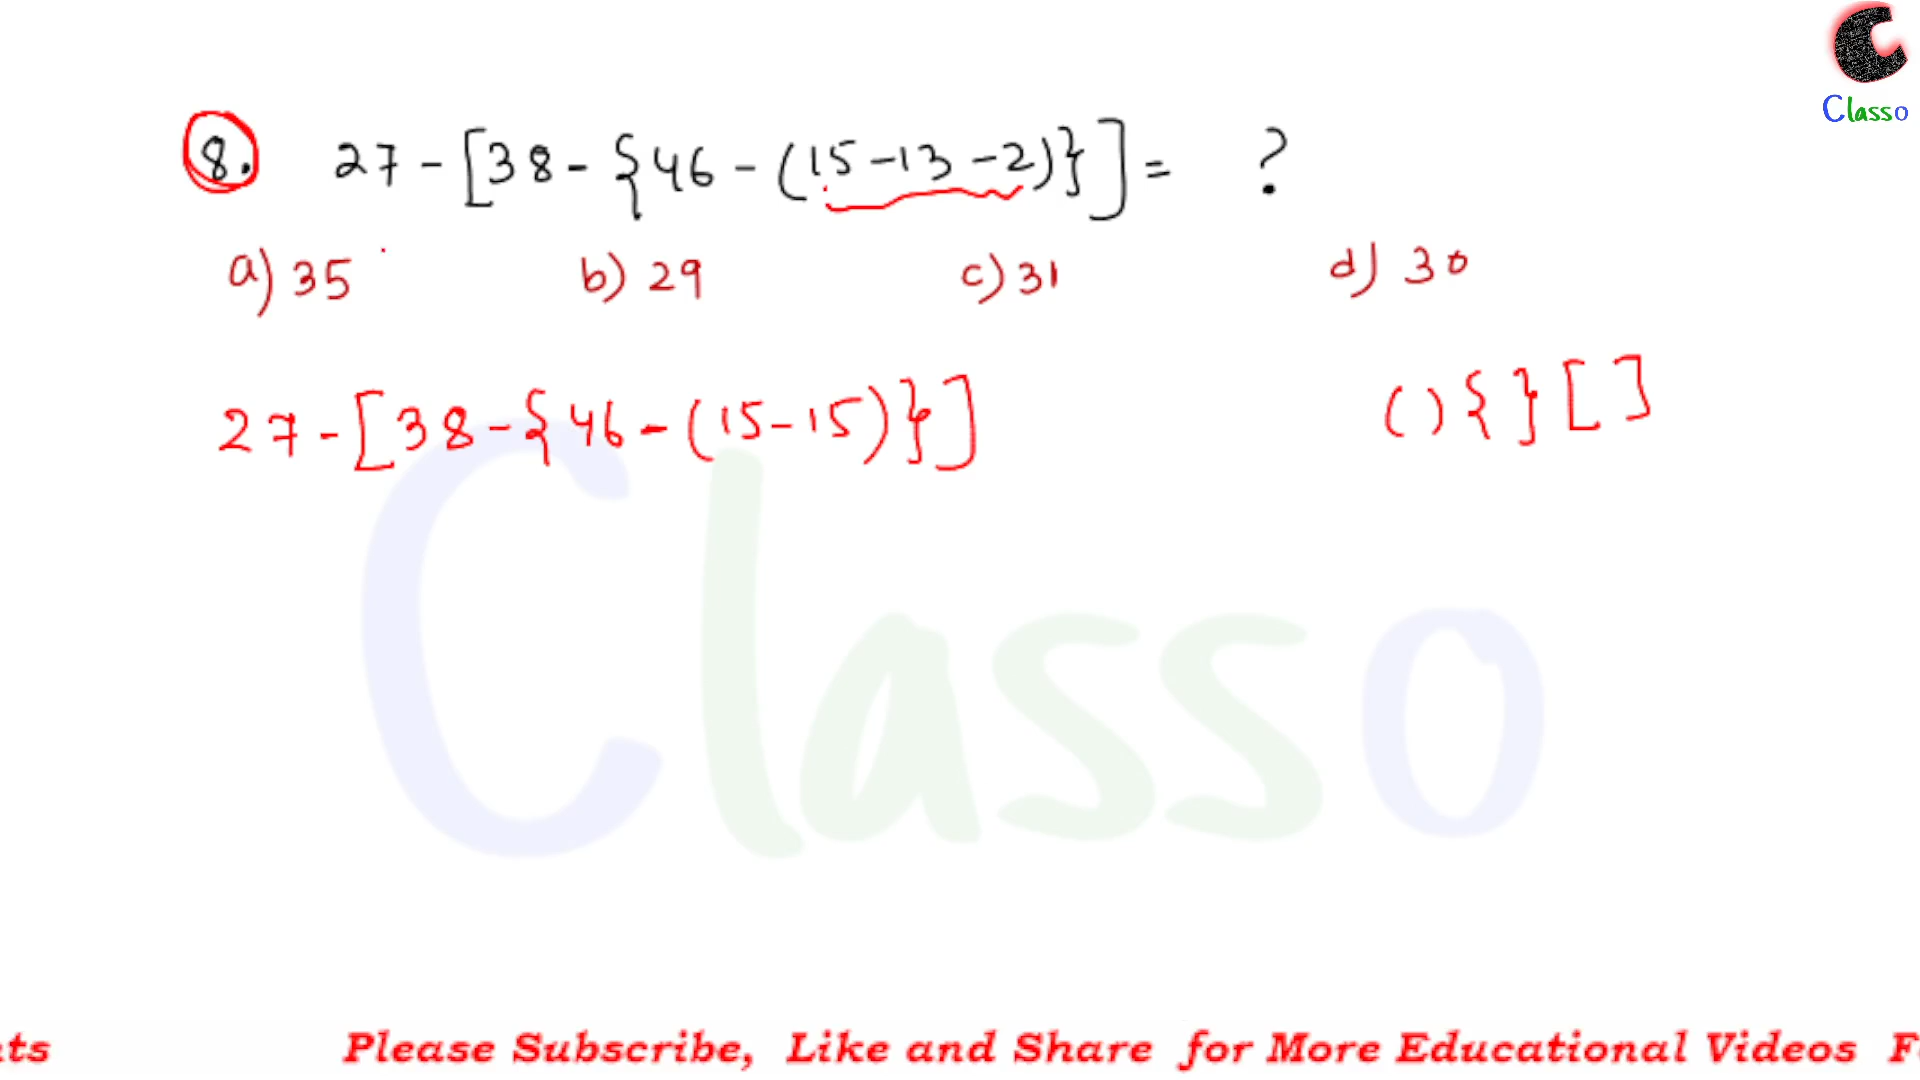 C
Classo
8. 27 - [38 - {46 - (15 - 13 - 2)}] = ?
a) 35 b) 29 c) 31 d) 30
27 - [38 - {46 - (15 - 15)}] ( ) { } [ ]
Classo
Please Subscribe, Like and Share for More Educational Videos